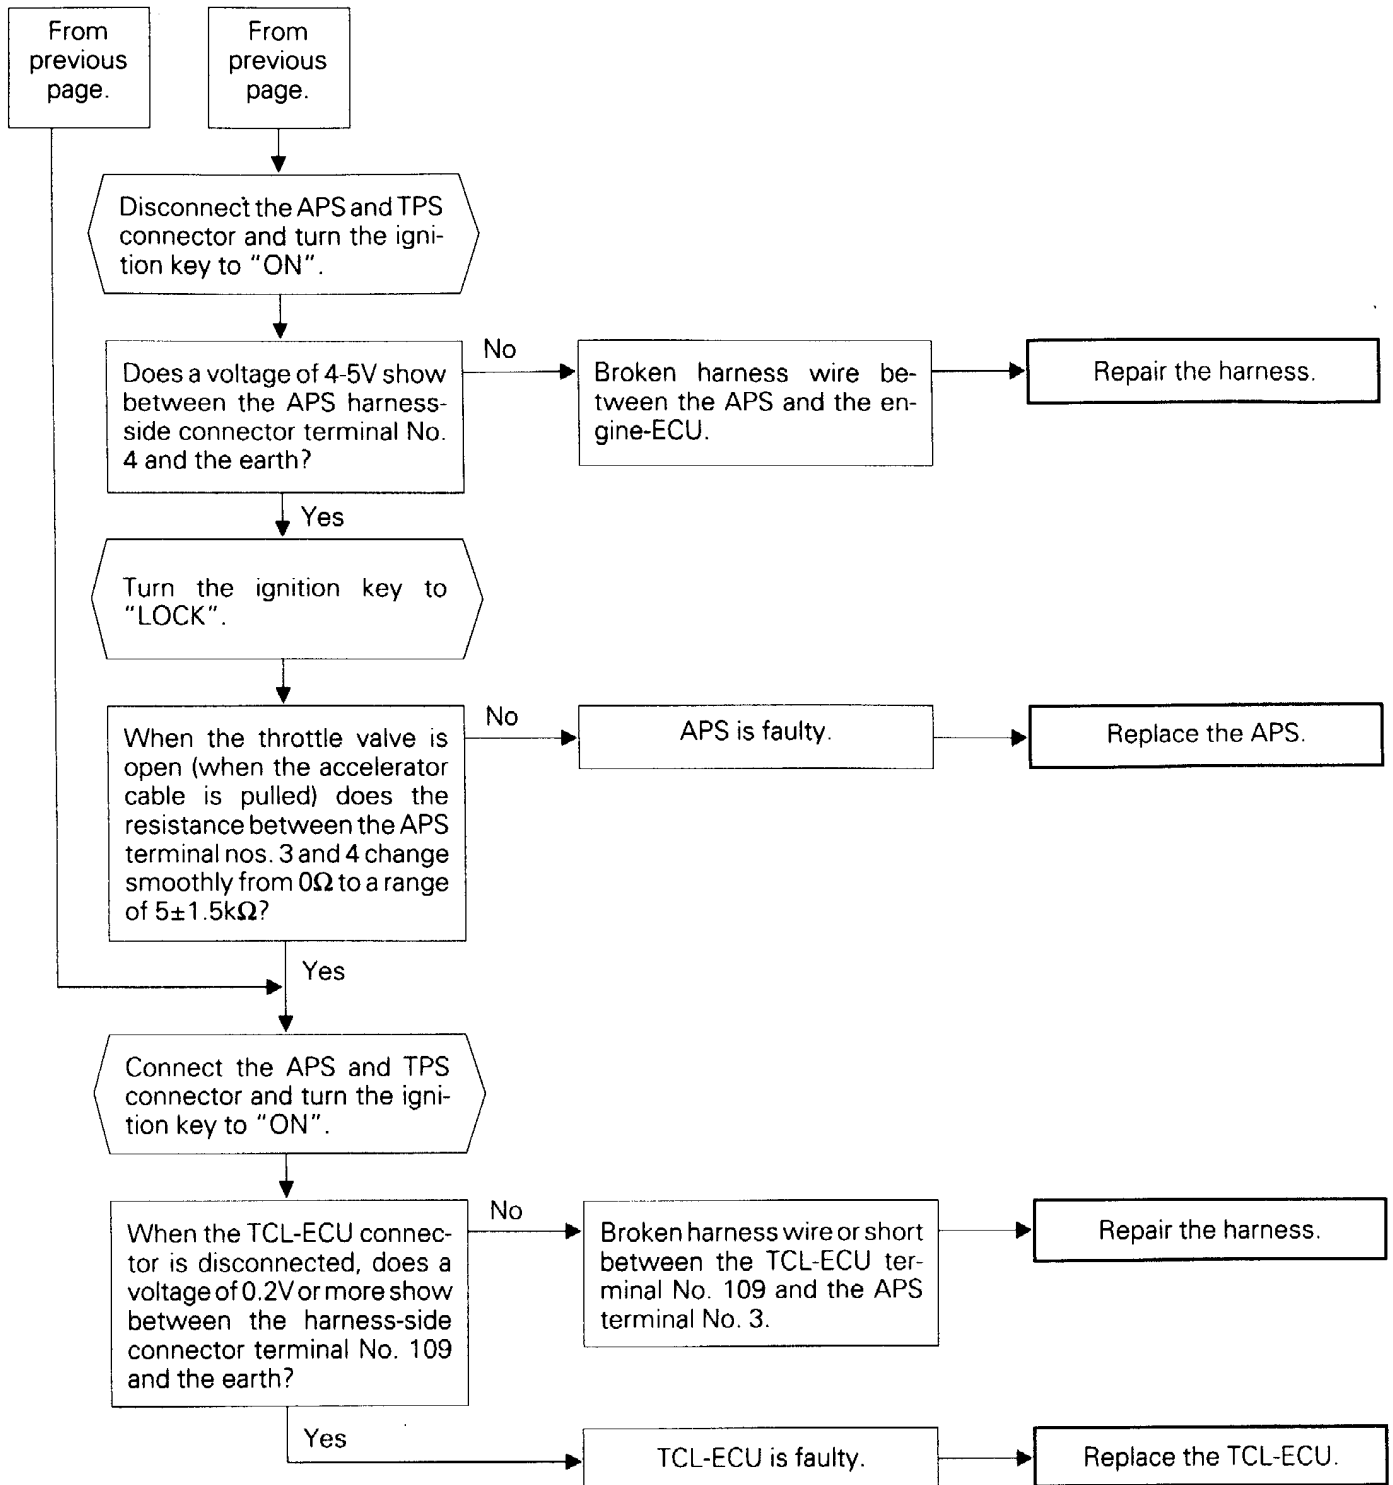 From
previous
page.
From
previous
page.
Disconnect the APS and TPS
connector and turn the igni-
tion key to "ON".
Does a voltage of 4-5V show
between the APS harness-
side connector terminal No.
4 and the earth?
No
Broken harness wire be-
tween the APS and the en-
gine-ECU.
Repair the harness.
Yes
Turn the ignition key to
"LOCK".
When the throttle valve is
open (when the accelerator
cable is pulled) does the
resistance between the APS
terminal nos. 3 and 4 change
smoothly from 0Ω to a range
of 5±1.5kΩ?
No
APS is faulty.
Replace the APS.
Yes
Connect the APS and TPS
connector and turn the igni-
tion key to "ON".
When the TCL-ECU connec-
tor is disconnected, does a
voltage of 0.2V or more show
between the harness-side
connector terminal No. 109
and the earth?
No
Broken harness wire or short
between the TCL-ECU ter-
minal No. 109 and the APS
terminal No. 3.
Repair the harness.
Yes
TCL-ECU is faulty.
Replace the TCL-ECU.